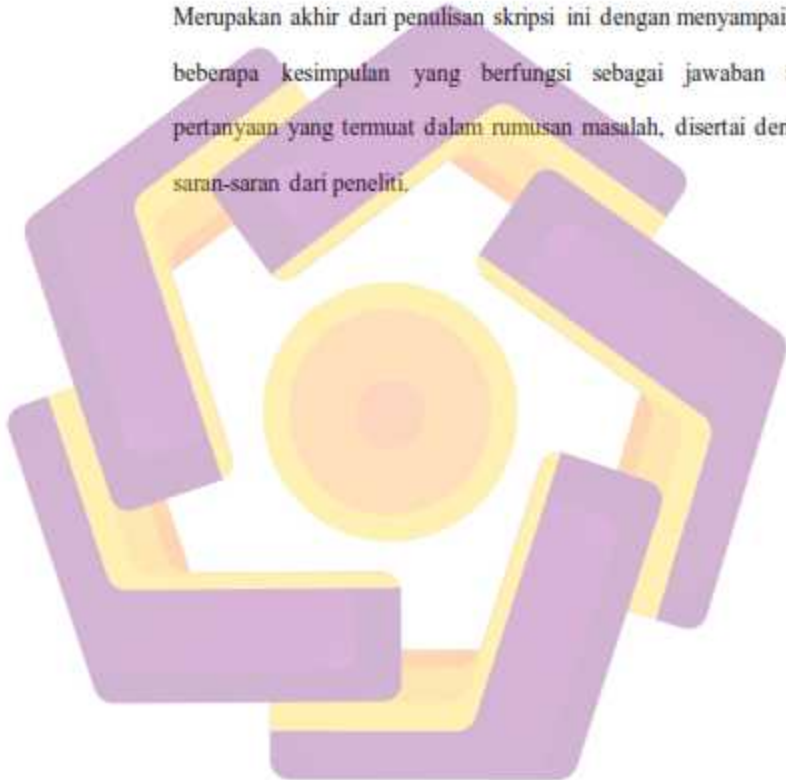 Merupakan akhir dari penulisan skripsi ini dengan menyampai
beberapa kesimpulan yang berfungsi sebagai jawaban
pertanyaan yang termuat dalam rumusan masalah, disertai
saran-saran dari peneliti.